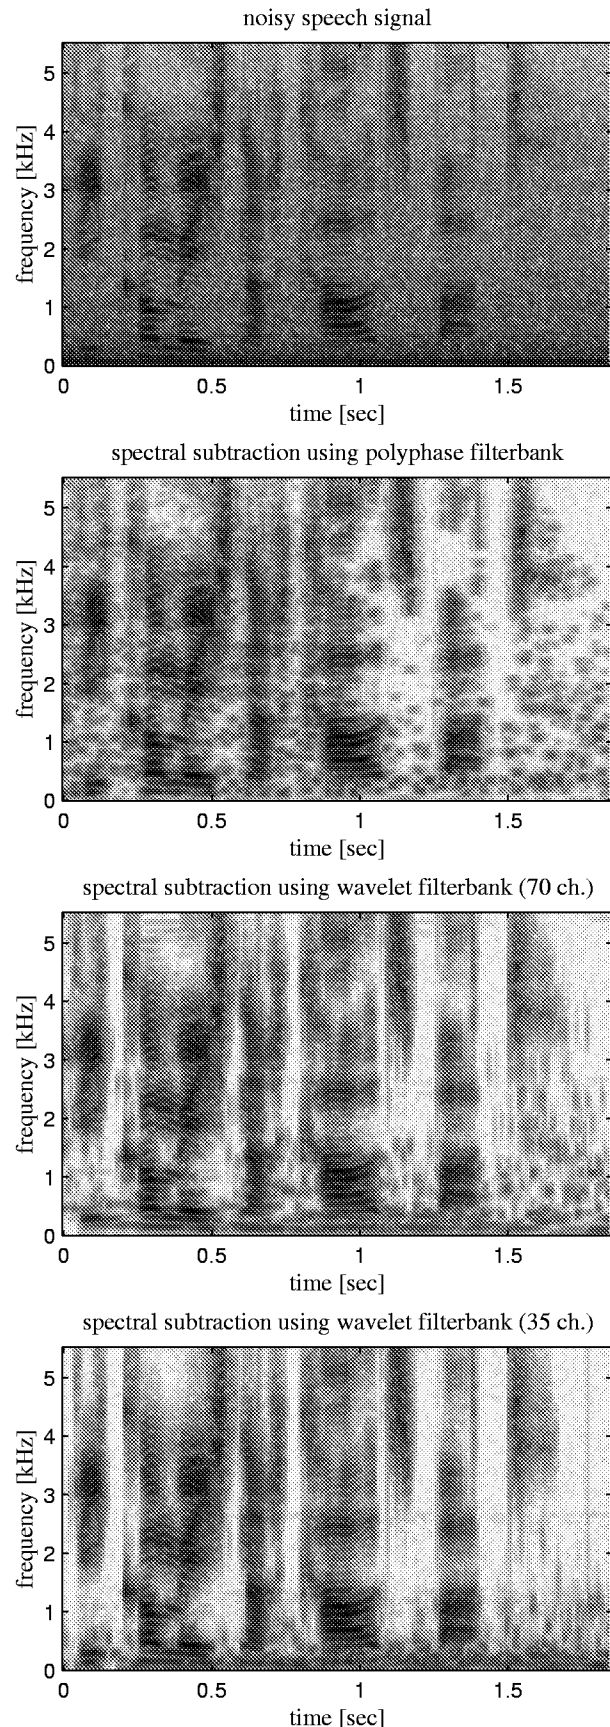 noisy speech signal
5
4
3
2
1
0
frequency [kHz]
0 0.5 1 1.5
time [sec]
spectral subtraction using polyphase filterbank
5
4
3
2
1
0
frequency [kHz]
0 0.5 1 1.5
time [sec]
spectral subtraction using wavelet filterbank (70 ch.)
5
4
3
2
1
0
frequency [kHz]
0 0.5 1 1.5
time [sec]
spectral subtraction using wavelet filterbank (35 ch.)
5
4
3
2
1
0
frequency [kHz]
0 0.5 1 1.5
time [sec]